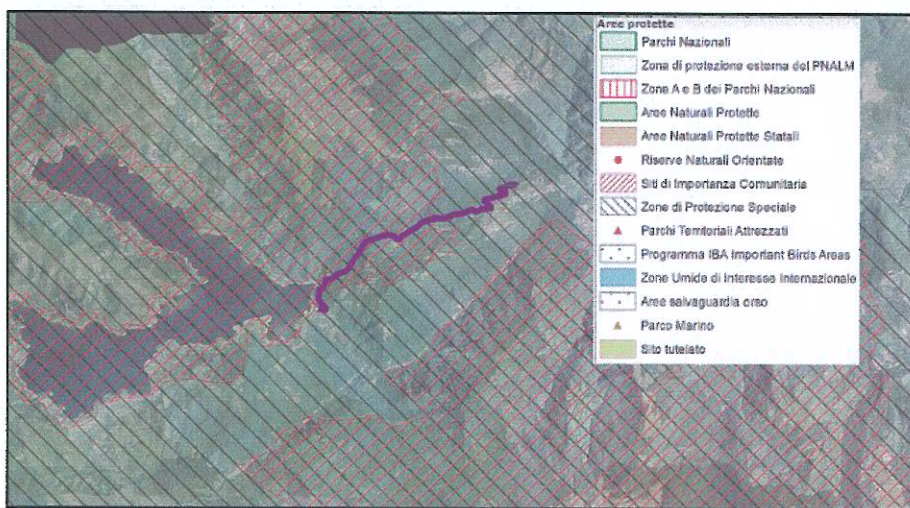 Aree protette
Parchi Nazionali
Zona di protezione esterna del PNALM
Zone A e B dei Parchi Nazionali
Aree Naturali Protette
Aree Naturali Protette Statali
Riserve Naturali Orientate
Siti di Importanza Comunitaria
Zone di Protezione Speciale
Parchi Territoriali Attrezzati
Programma IBA Important Birds Areas
Zone Umide di Interesse Internazionale
Aree salvaguardia orso
Parco Marino
Sito tutelato